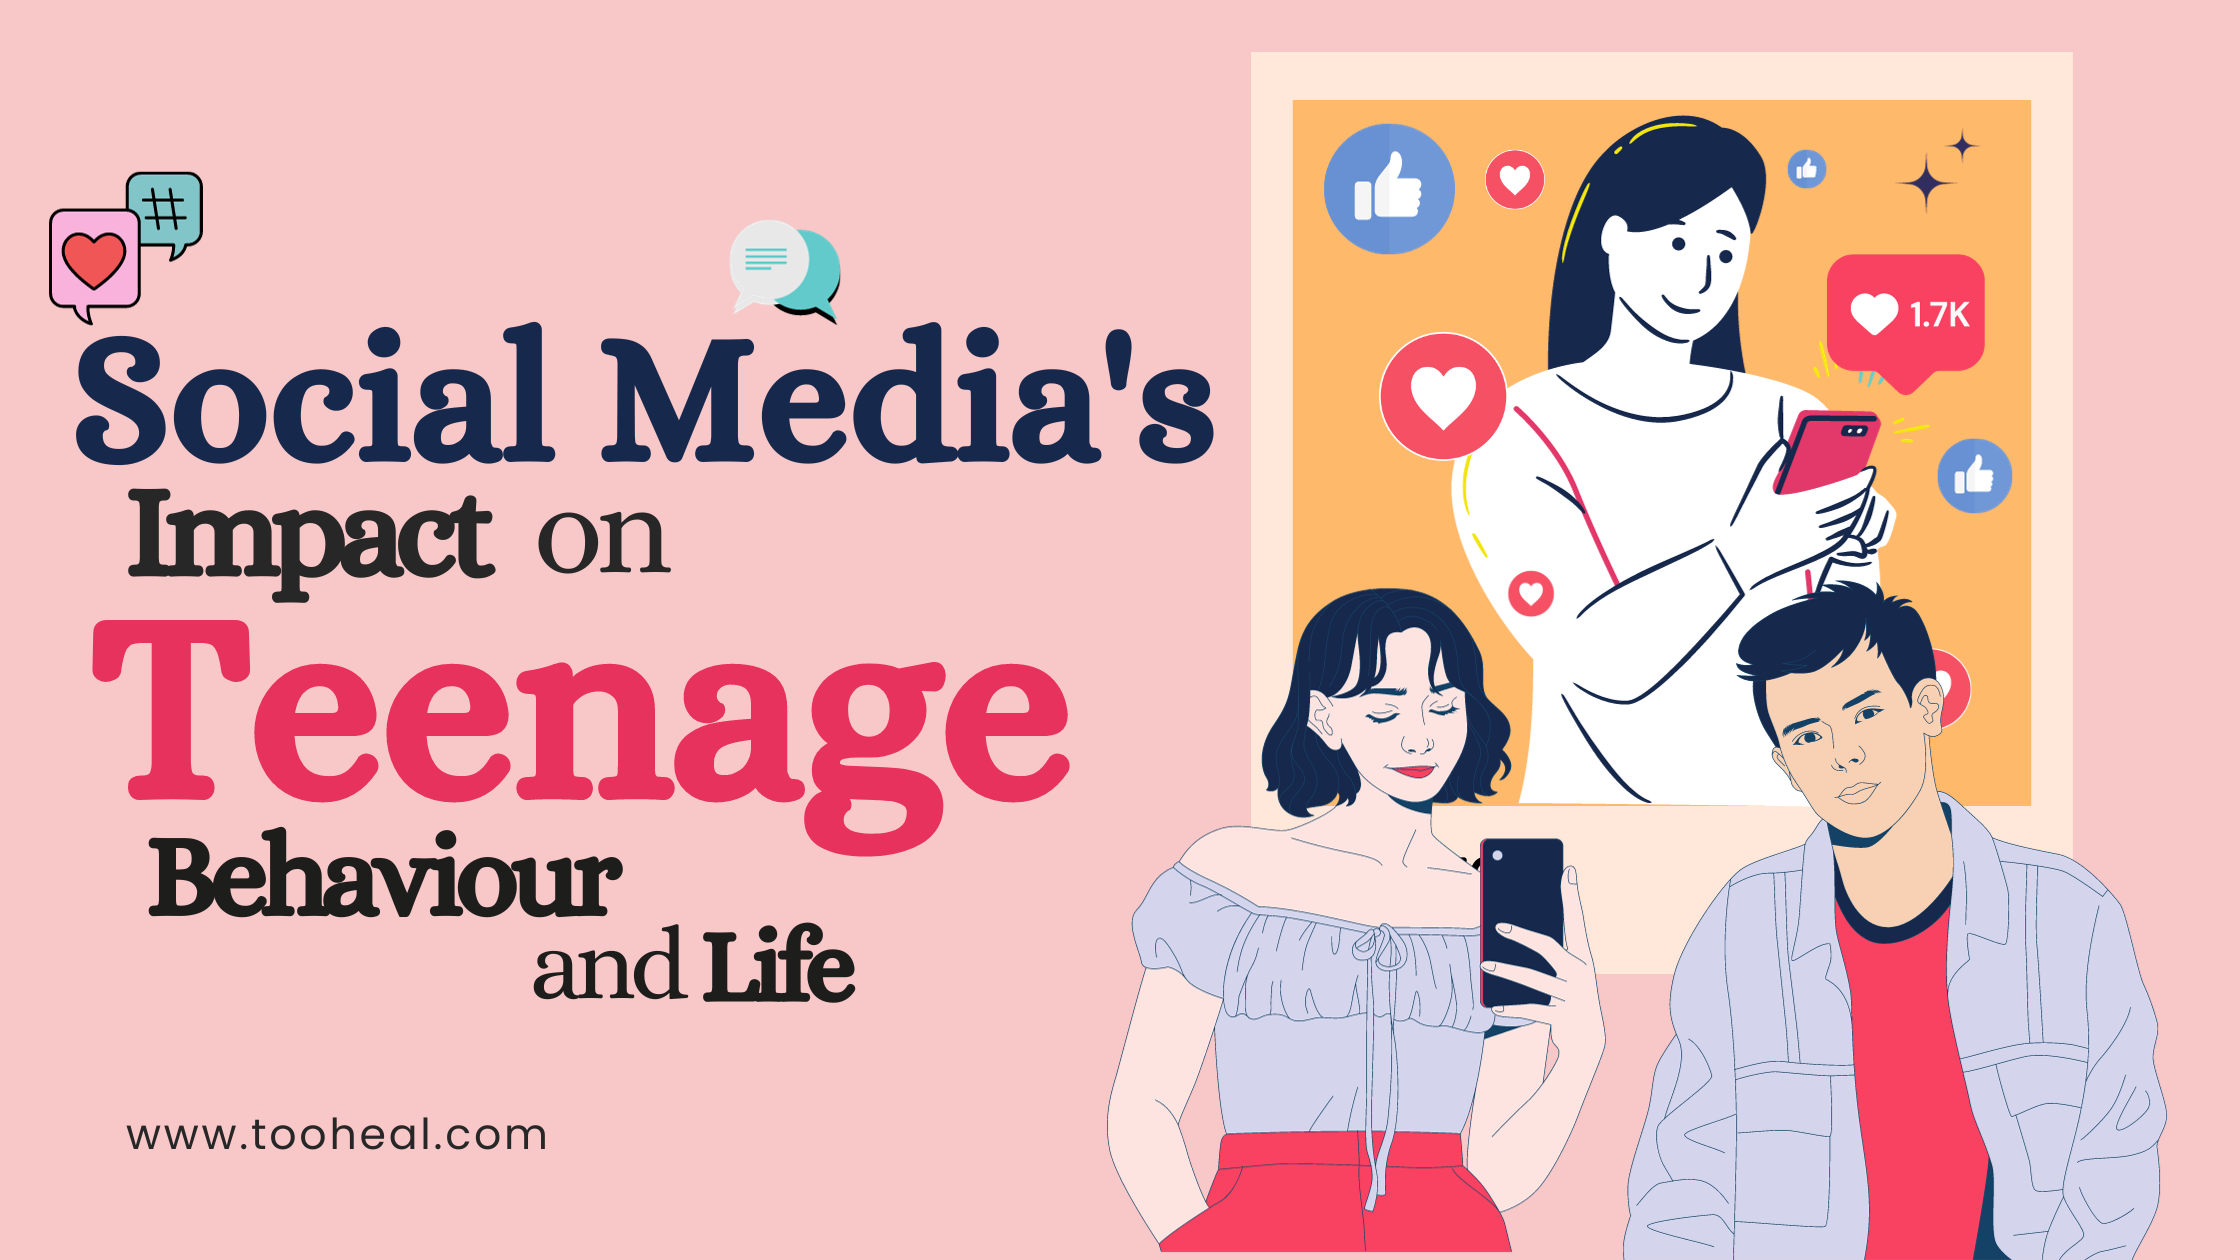 Social Media's
Impact on
Teenage
Behaviour
and Life
www.tooheal.com
1.7K